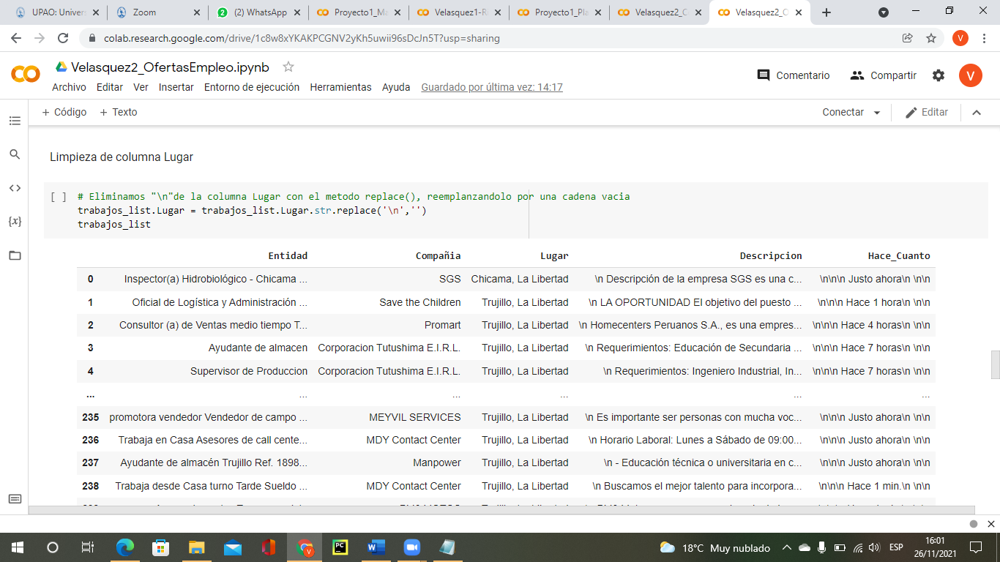 UPAO: Univer
Zoom
(2) WhatsApp
Proyecto1_Ma
Velasquez1-R
Proyecto1_Pla
Velasquez2_C
Velasquez2_O
colab.research.google.com/drive/1c8w8xYKAKPCGNV2yKh5uwii96sDcJn5T?usp=sharing
V
Velasquez2_OfertasEmpleo.ipynb
Archivo Editar Ver Insertar Entorno de ejecución Herramientas Ayuda Guardado por última vez: 14:17
Comentario Compartir V
+ Código + Texto Conectar Editar
Limpieza de columna Lugar
[ ] # Eliminamos "\n"de la columna Lugar con el metodo replace(), reemplanzandolo por una cadena vacia
trabajos_list.Lugar = trabajos_list.Lugar.str.replace('\n','')
trabajos_list
Entidad Compañia Lugar Descripcion Hace_Cuanto
0 Inspector(a) Hidrobiológico - Chicama ... SGS Chicama, La Libertad \n Descripción de la empresa SGS es una c... \n\n\n Justo ahora\n \n\n
1 Oficial de Logística y Administración ... Save the Children Trujillo, La Libertad \n LA OPORTUNIDAD El objetivo del puesto ... \n\n\n Hace 1 hora\n \n\n
2 Consultor (a) de Ventas medio tiempo T... Promart Trujillo, La Libertad \n Homecenters Peruanos S.A., es una empres... \n\n\n Hace 4 horas\n \n\n
3 Ayudante de almacen Corporacion Tutushima E.I.R.L. Trujillo, La Libertad \n Requerimientos: Educación de Secundaria ... \n\n\n Hace 7 horas\n \n\n
4 Supervisor de Produccion Corporacion Tutushima E.I.R.L. Trujillo, La Libertad \n Requerimientos: Ingeniero Industrial, In... \n\n\n Hace 7 horas\n \n\n
... ... ... ... ... ...
235 promotora vendedor Vendedor de campo ... MEYVIL SERVICES Trujillo, La Libertad \n Es importante ser personas con mucha voc... \n\n\n Justo ahora\n \n\n
236 Trabaja en Casa Asesores de call cente... MDY Contact Center Trujillo, La Libertad \n Horario Laboral: Lunes a Sábado de 09:00... \n\n\n Justo ahora\n \n\n
237 Ayudante de almacén Trujillo Ref. 1898... Manpower Trujillo, La Libertad \n - Educación técnica o universitaria en c... \n\n\n Justo ahora\n \n\n
238 Trabaja desde Casa turno Tarde Sueldo ... MDY Contact Center Trujillo, La Libertad \n Buscamos el mejor talento para incorpora... \n\n\n Hace 1 min.\n \n\n
18°C Muy nublado ESP 16:01
26/11/2021